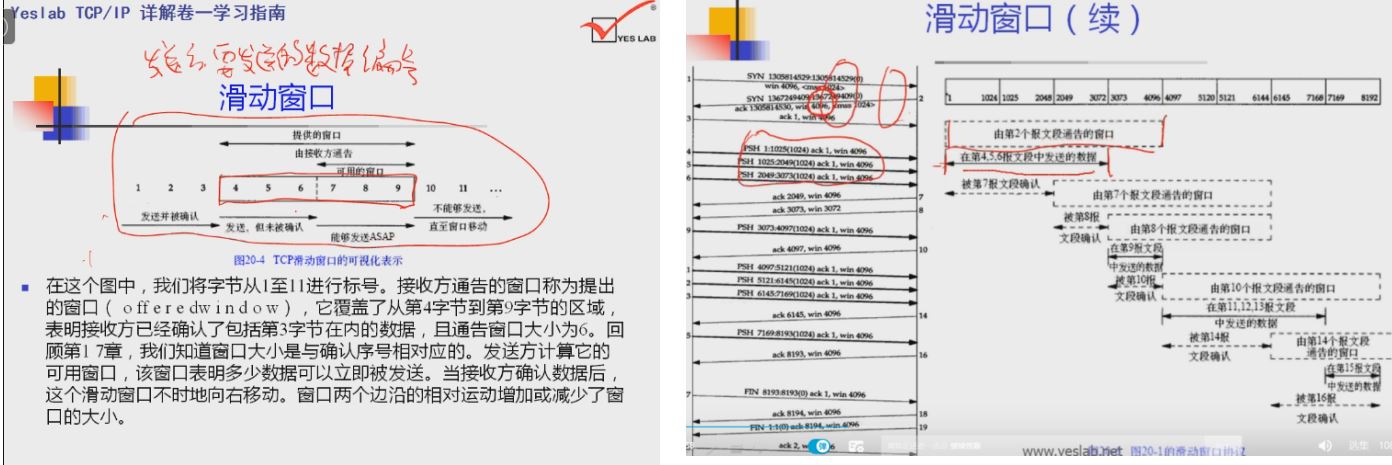 Yeslab TCP/IP 详解卷一学习指南
YES LAB
发送方要发送的数据编号
滑动窗口
提供的窗口
由接收方通告
可用的窗口
1 2 3 4 5 6 7 8 9 10 11 ...
发送并被确认
发送，但未被确认
能够发送ASAP
不能够发送，
直至窗口移动
图20-4 TCP滑动窗口的可视化表示
在这个图中，我们将字节从1至11进行标号。接收方通告的窗口称为提出
的窗口（offeredwindow），它覆盖了从第4字节到第9字节的区域，
表明接收方已经确认了包括第3字节在内的数据，且通告窗口大小为6。回
顾第17章，我们知道窗口大小是与确认序号相对应的。发送方计算它的
可用窗口，该窗口表明多少数据可以立即被发送。当接收方确认数据后，
这个滑动窗口不时地向右移动。窗口两个边沿的相对运动增加或减少了窗
口的大小。
滑动窗口（续）
1 SYN 1305814529:1305814529(0)
win 4096, <mss 1024>
SYN 1367249409:1367249409(0) 2
ack 1305814530, win 4096, <mss 1024>
3 ack 1, win 4096
4 PSH 1:1025(1024) ack 1, win 4096
5 PSH 1025:2049(1024) ack 1, win 4096
6 PSH 2049:3073(1024) ack 1, win 4096
ack 2049, win 4096 7
ack 3073, win 3072 8
9 PSH 3073:4097(1024) ack 1, win 4096
ack 4097, win 4096 10
1 PSH 4097:5121(1024) ack 1, win 4096
2 PSH 5121:6145(1024) ack 1, win 4096
3 PSH 6145:7169(1024) ack 1, win 4096
ack 6145, win 4096 14
5 PSH 7169:8193(1024) ack 1, win 4096
ack 8193, win 4096 16
7 FIN 8193:8193(0) ack 1, win 4096
ack 8194, win 4096 18
FIN 1:1(0) ack 8194, win 4096 19
ack 2, w
1 1024 1025 2048 2049 3072 3073 4096 4097 5120 5121 6144 6145 7168 7169 8192
由第2个报文段通告的窗口
在第4,5,6报文段中发送的数据
被第7报文段确认
由第7个报文段通告的窗口
被第8报
文段确认
由第8个报文段通告的窗口
在第9报文段
中发送的数据
被第10报
文段确认
由第10个报文段通告的窗口
在第11,12,13报文段
中发送的数据
被第14报
文段确认
由第14个报文段
通告的窗口
在第15报文段
中发送的数据
被第16报
文段确认
弹
选集
www.yeslab.net
图20-1的滑动窗口协议